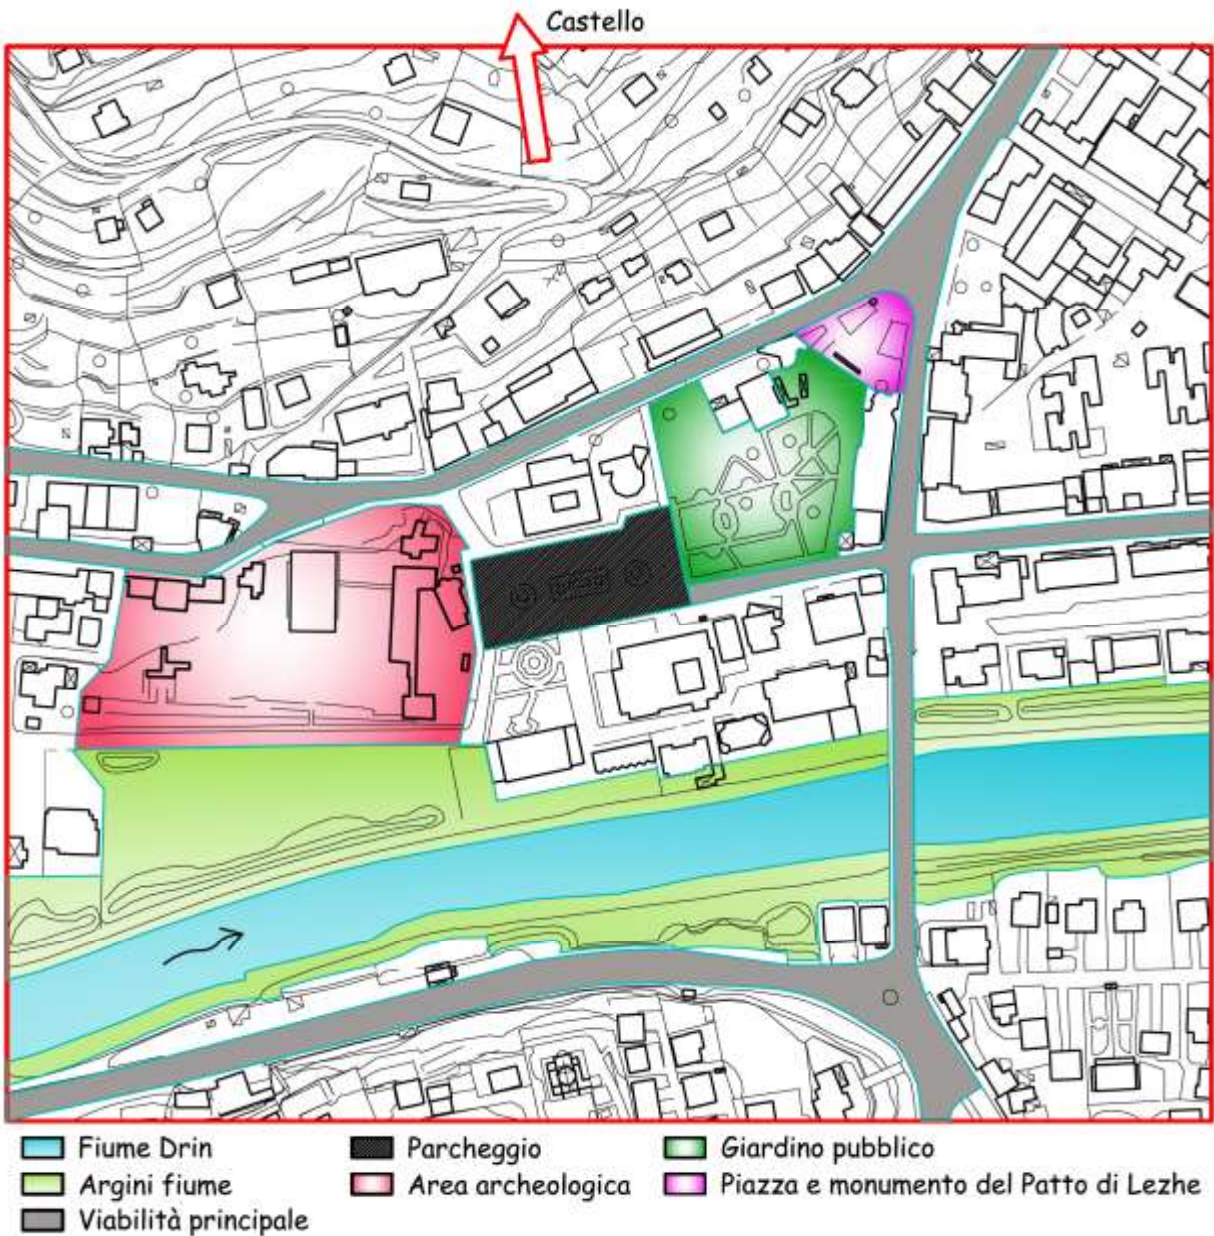 Castello
Fiume Drin
Parcheggio
Giardino pubblico
Argini fiume
Area archeologica
Piazza e monumento del Patto di Lezhe
Viabilità principale